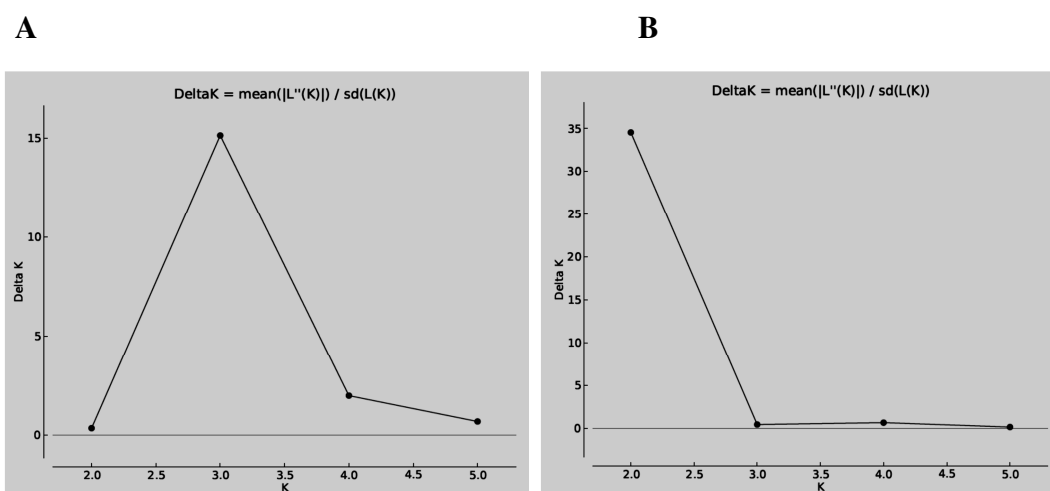 A
B
DeltaK = mean(|L''(K)|) / sd(L(K))
15
10
5
0
Delta K
2.0 2.5 3.0 3.5 4.0 4.5 5.0
K
DeltaK = mean(|L''(K)|) / sd(L(K))
35
30
25
20
15
10
5
0
Delta K
2.0 2.5 3.0 3.5 4.0 4.5 5.0
K